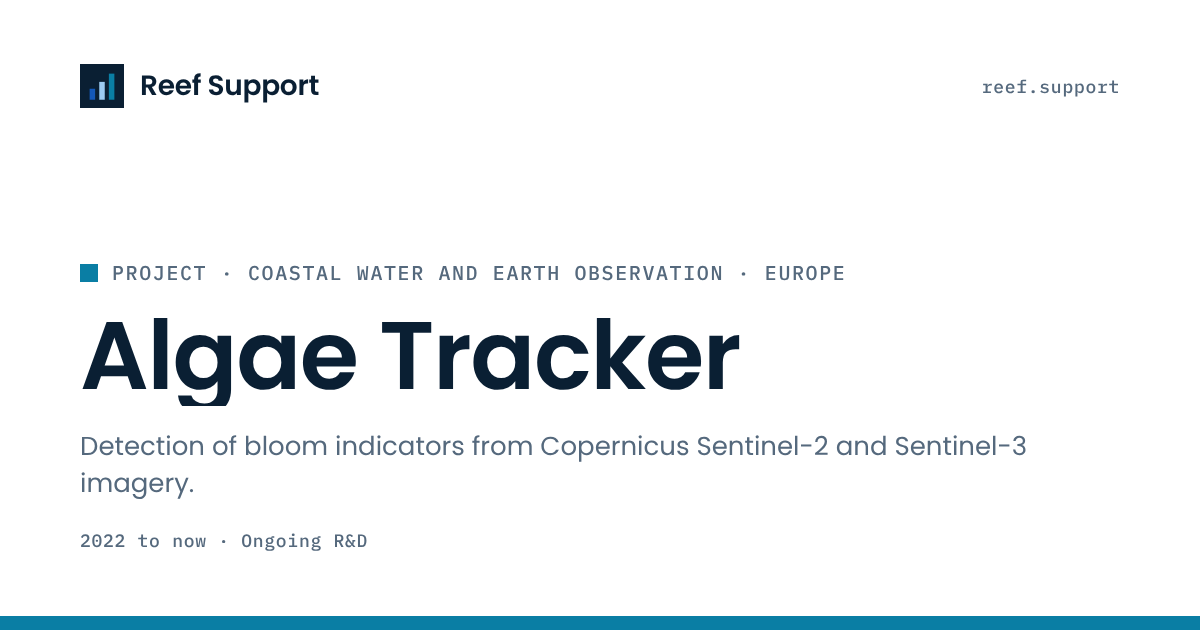 Reef Support
reef.support
PROJECT · COASTAL WATER AND EARTH OBSERVATION · EUROPE
Algae Tracker
Detection of bloom indicators from Copernicus Sentinel-2 and Sentinel-3
imagery.
2022 to now · Ongoing R&D